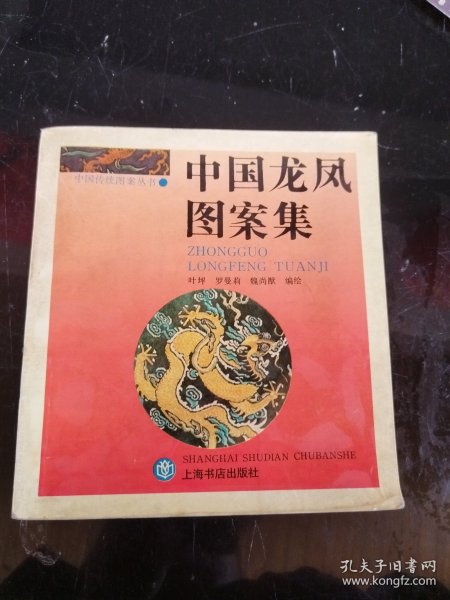 中国传统图案丛书
中国龙凤
图案集
ZHONGGUO
LONGFENG TUANJI
叶坪 罗曼莉 魏尚猷 编绘
SHANGHAI SHUDIAN CHUBANSHE
上海书店出版社
孔夫子旧书网
www.kongfz.com